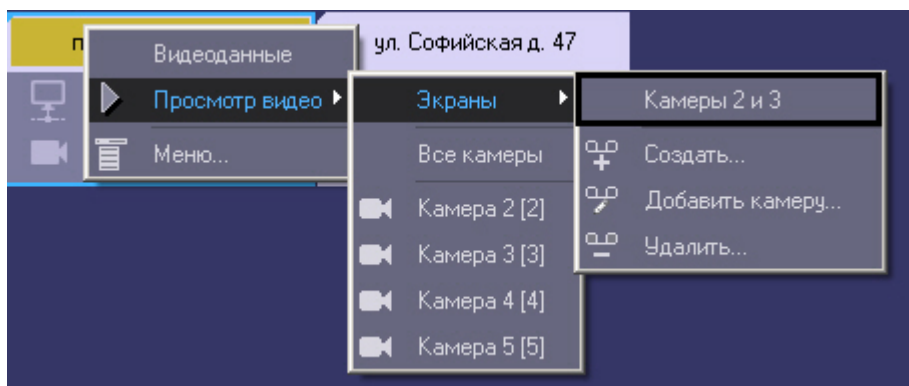 п
ул. Софийская д. 47
Видеоданные
Просмотр видео
Меню...
Экраны
Все камеры
Камера 2 [2]
Камера 3 [3]
Камера 4 [4]
Камера 5 [5]
Камеры 2 и 3
Создать...
Добавить камеру...
Удалить...